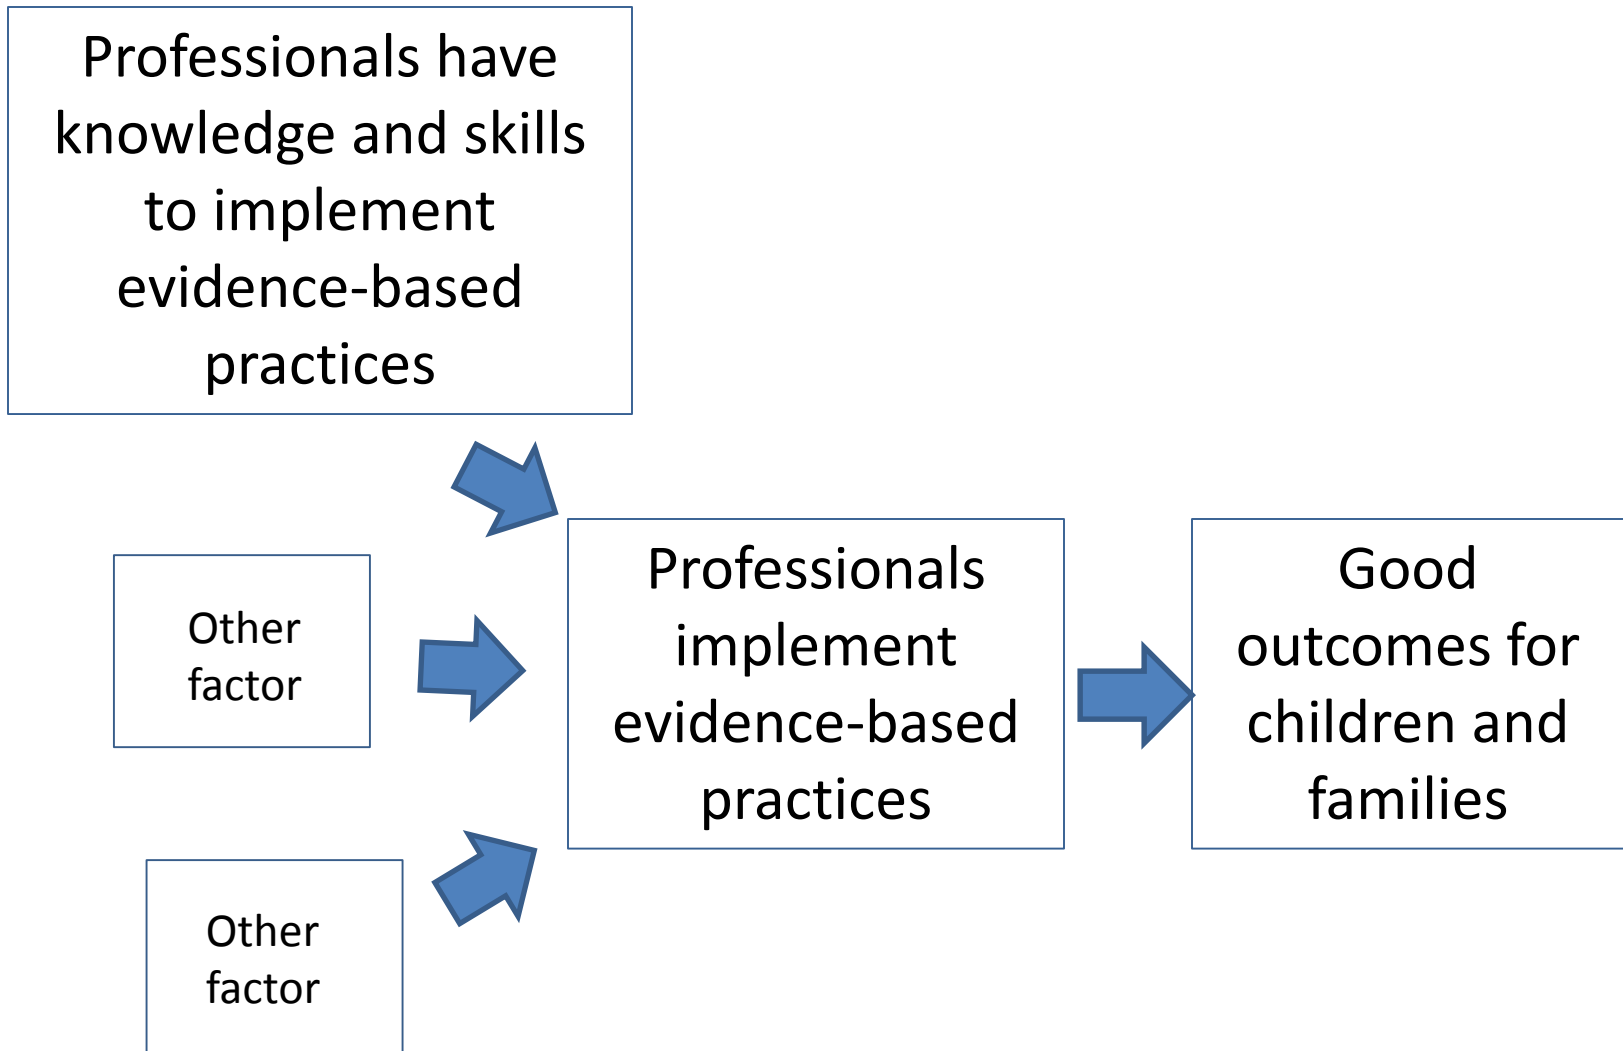 Professionals have
knowledge and skills
to implement
evidence-based
practices
Other
factor
Professionals
implement
evidence-based
practices
Good
outcomes for
children and
families
Other
factor